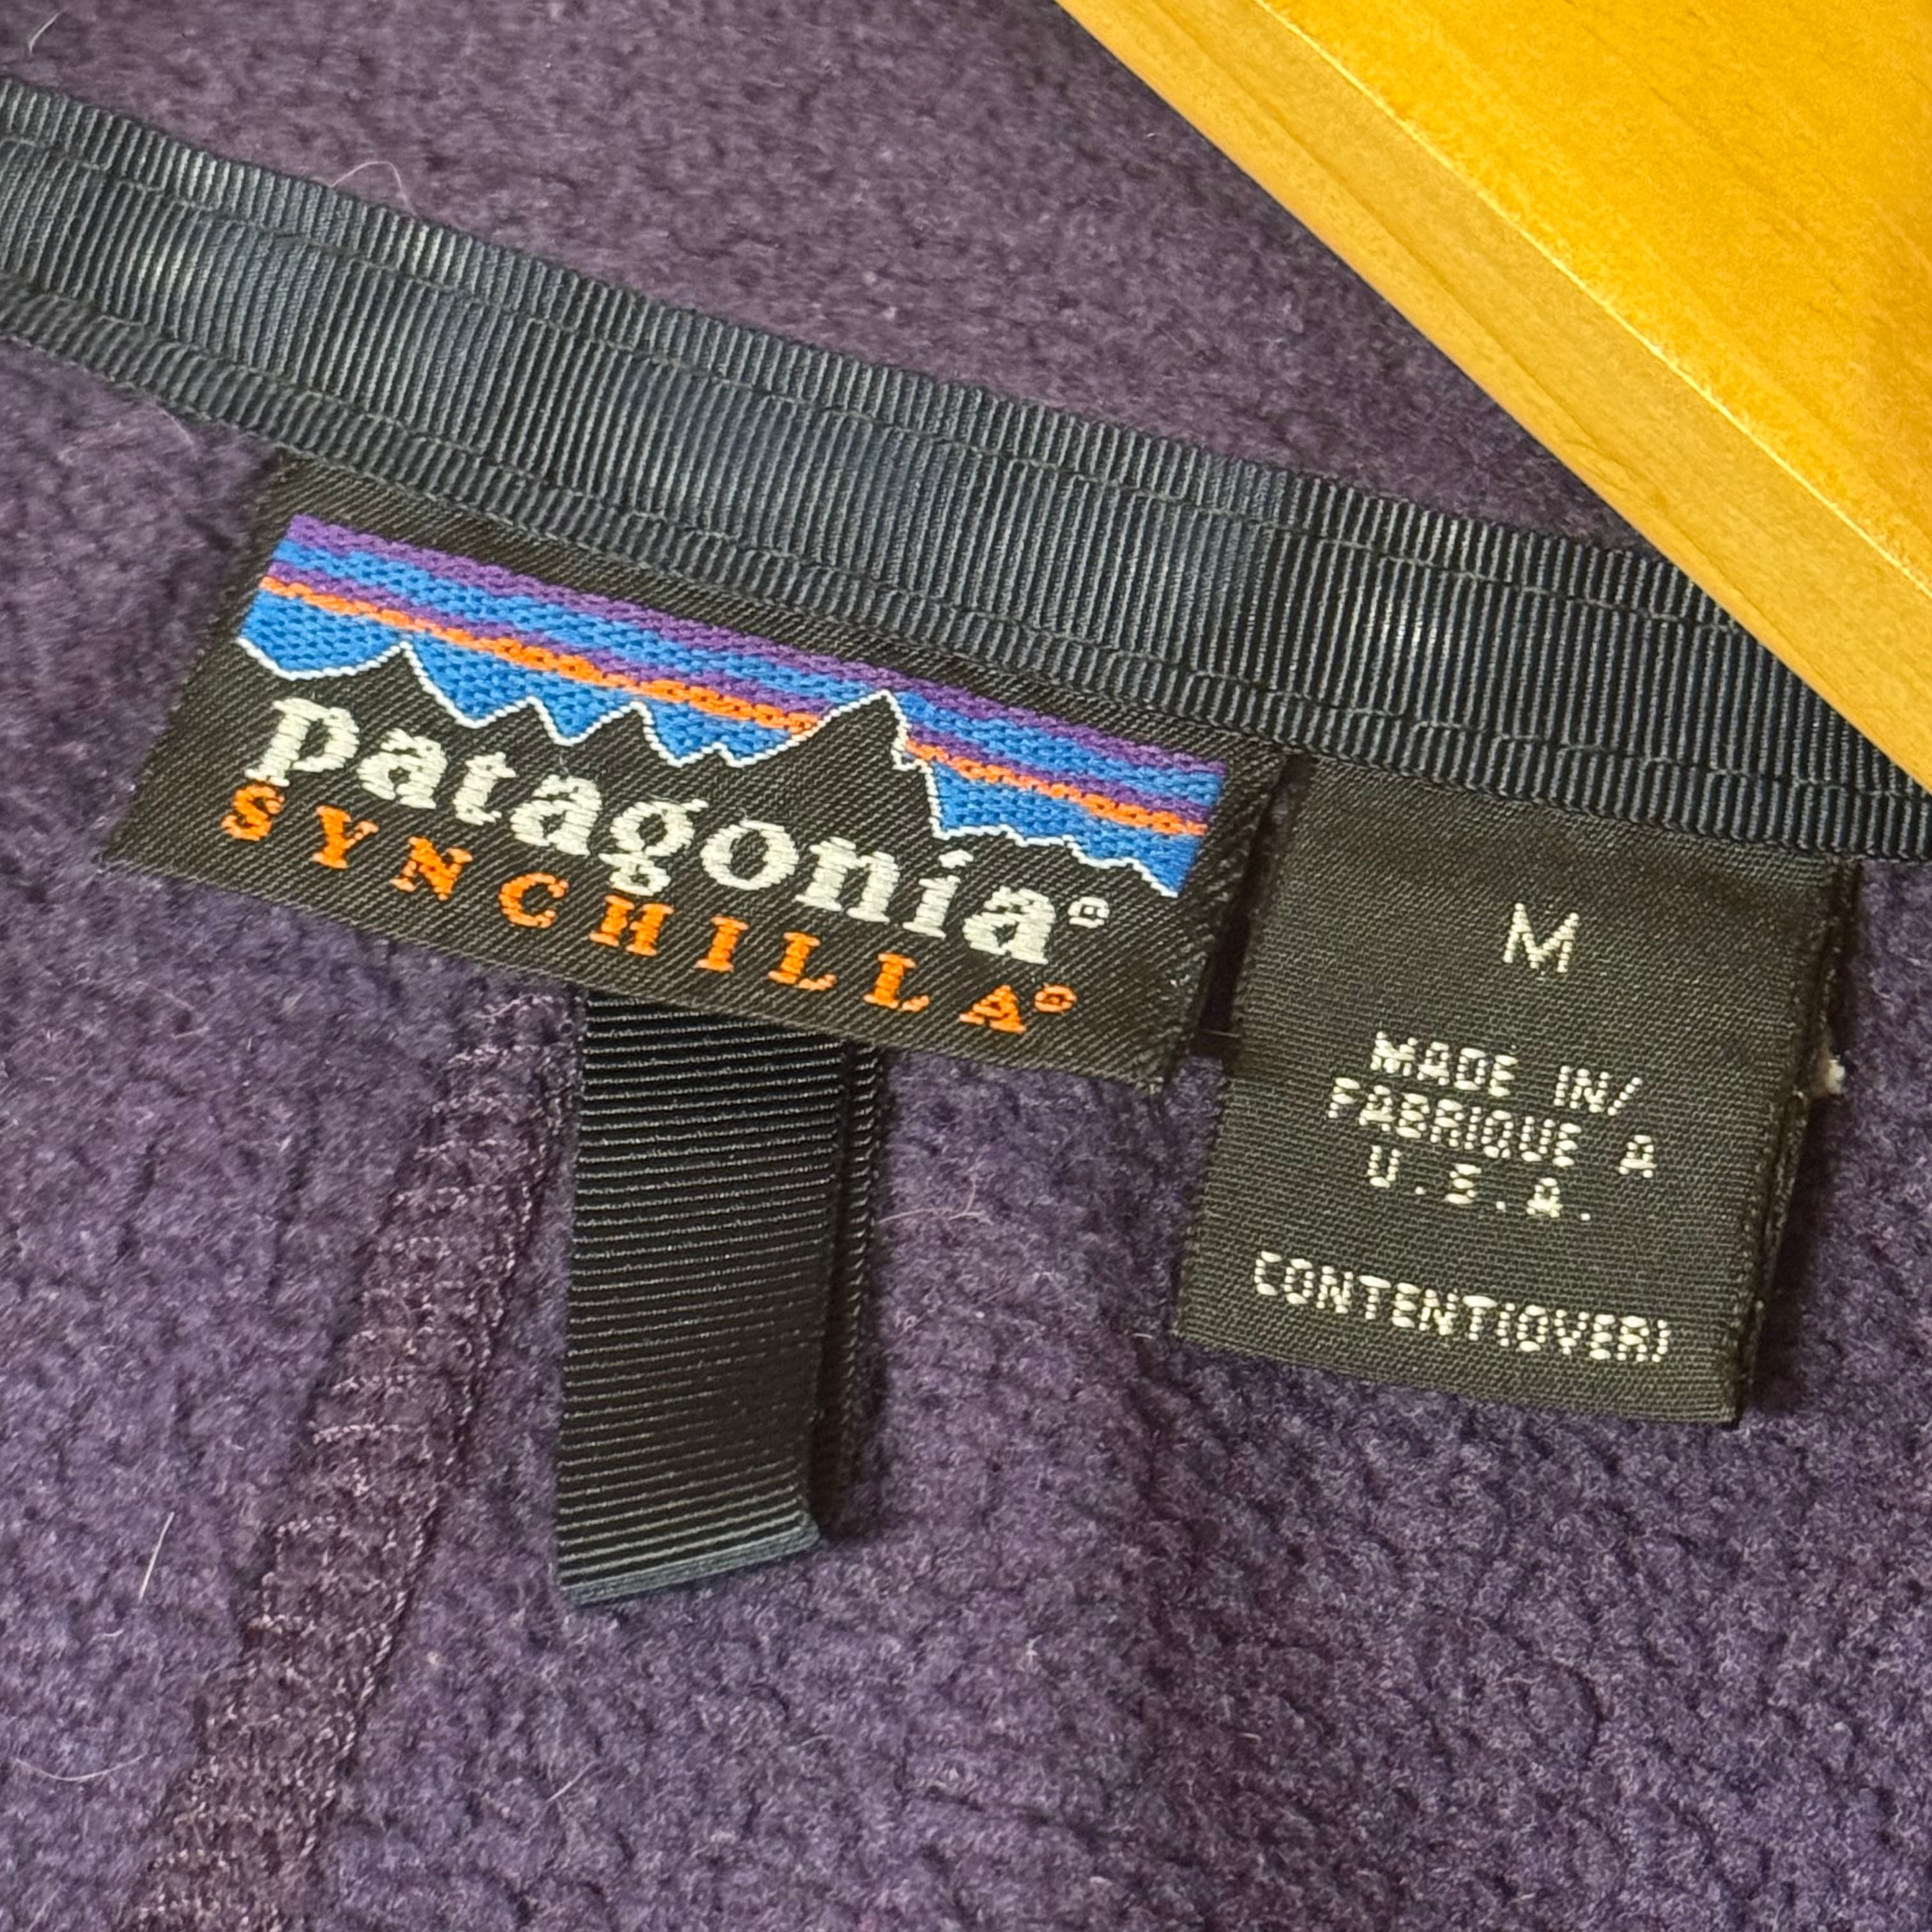 patagonia®
SYNCHILLA®
M
MADE IN/
FABRIQUE A
U.S.A.
CONTENT(OVER)